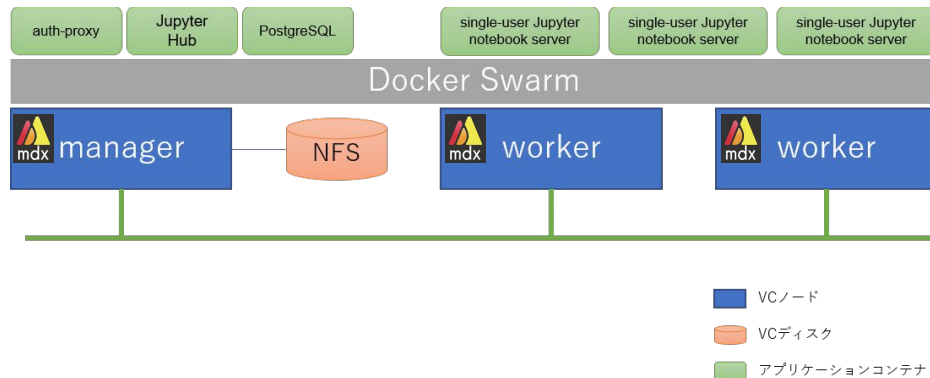 auth-proxy
Jupyter
Hub
PostgreSQL
single-user Jupyter
notebook server
single-user Jupyter
notebook server
single-user Jupyter
notebook server
Docker Swarm
mdx
manager
NFS
mdx
worker
mdx
worker
VCノード
VCディスク
アプリケーションコンテナ